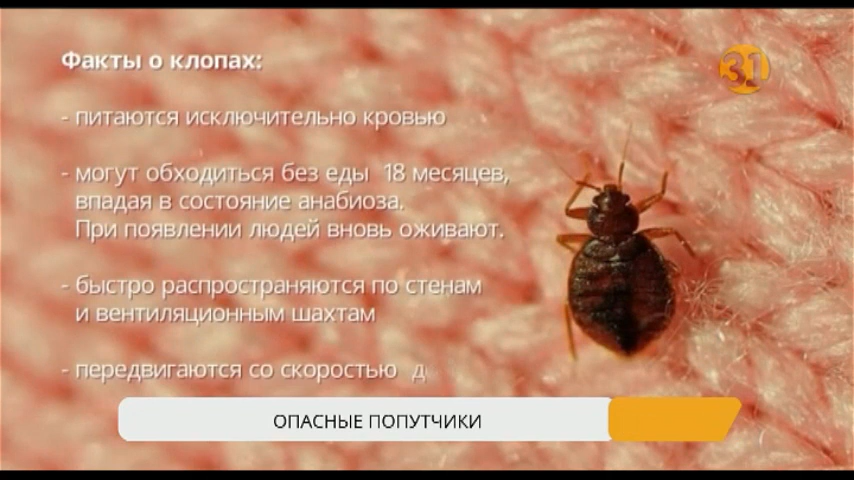 Факты о клопах:
31
- питаются исключительно кровью
- могут обходиться без еды 18 месяцев,
впадая в состояние анабиоза.
При появлении людей вновь оживают.
- быстро распространяются по стенам
и вентиляционным шахтам
- передвигаются со скоростью д
ОПАСНЫЕ ПОПУТЧИКИ